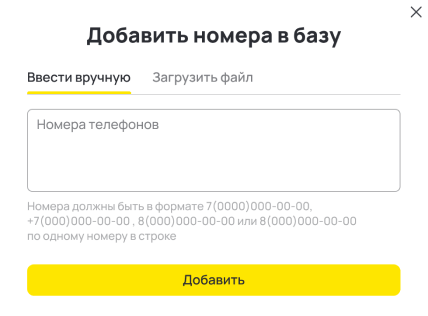 Добавить номера в базу
Ввести вручную Загрузить файл
Номера телефонов
Номера должны быть в формате 7(0000)000-00-00,
+7(000)000-00-00 , 8(000)000-00-00 или 8(000)000-00-00
по одному номеру в строке
Добавить